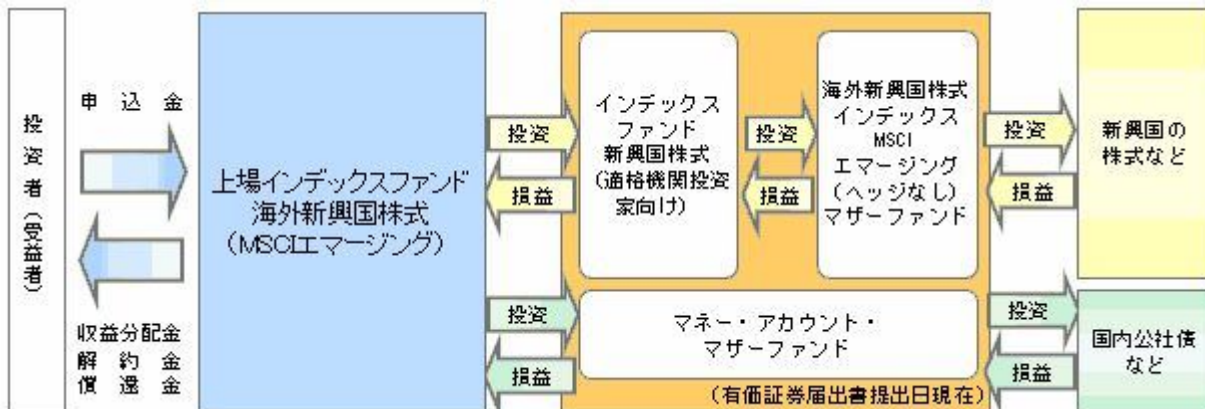 投資者(受益者)
申込金
収益分配金
解約金
償還金
上場インデックスファンド
海外新興国株式
(MSCIエマージング)
投資
損益
投資
損益
インデックス
ファンド
新興国株式
(適格機関投資
家向け)
投資
損益
海外新興国株式
インデックス
MSCI
エマージング
(ヘッジなし)
マザーファンド
マネー・アカウント・
マザーファンド
(有価証券届出書提出日現在)
投資
損益
投資
損益
新興国の
株式など
国内公社債
など